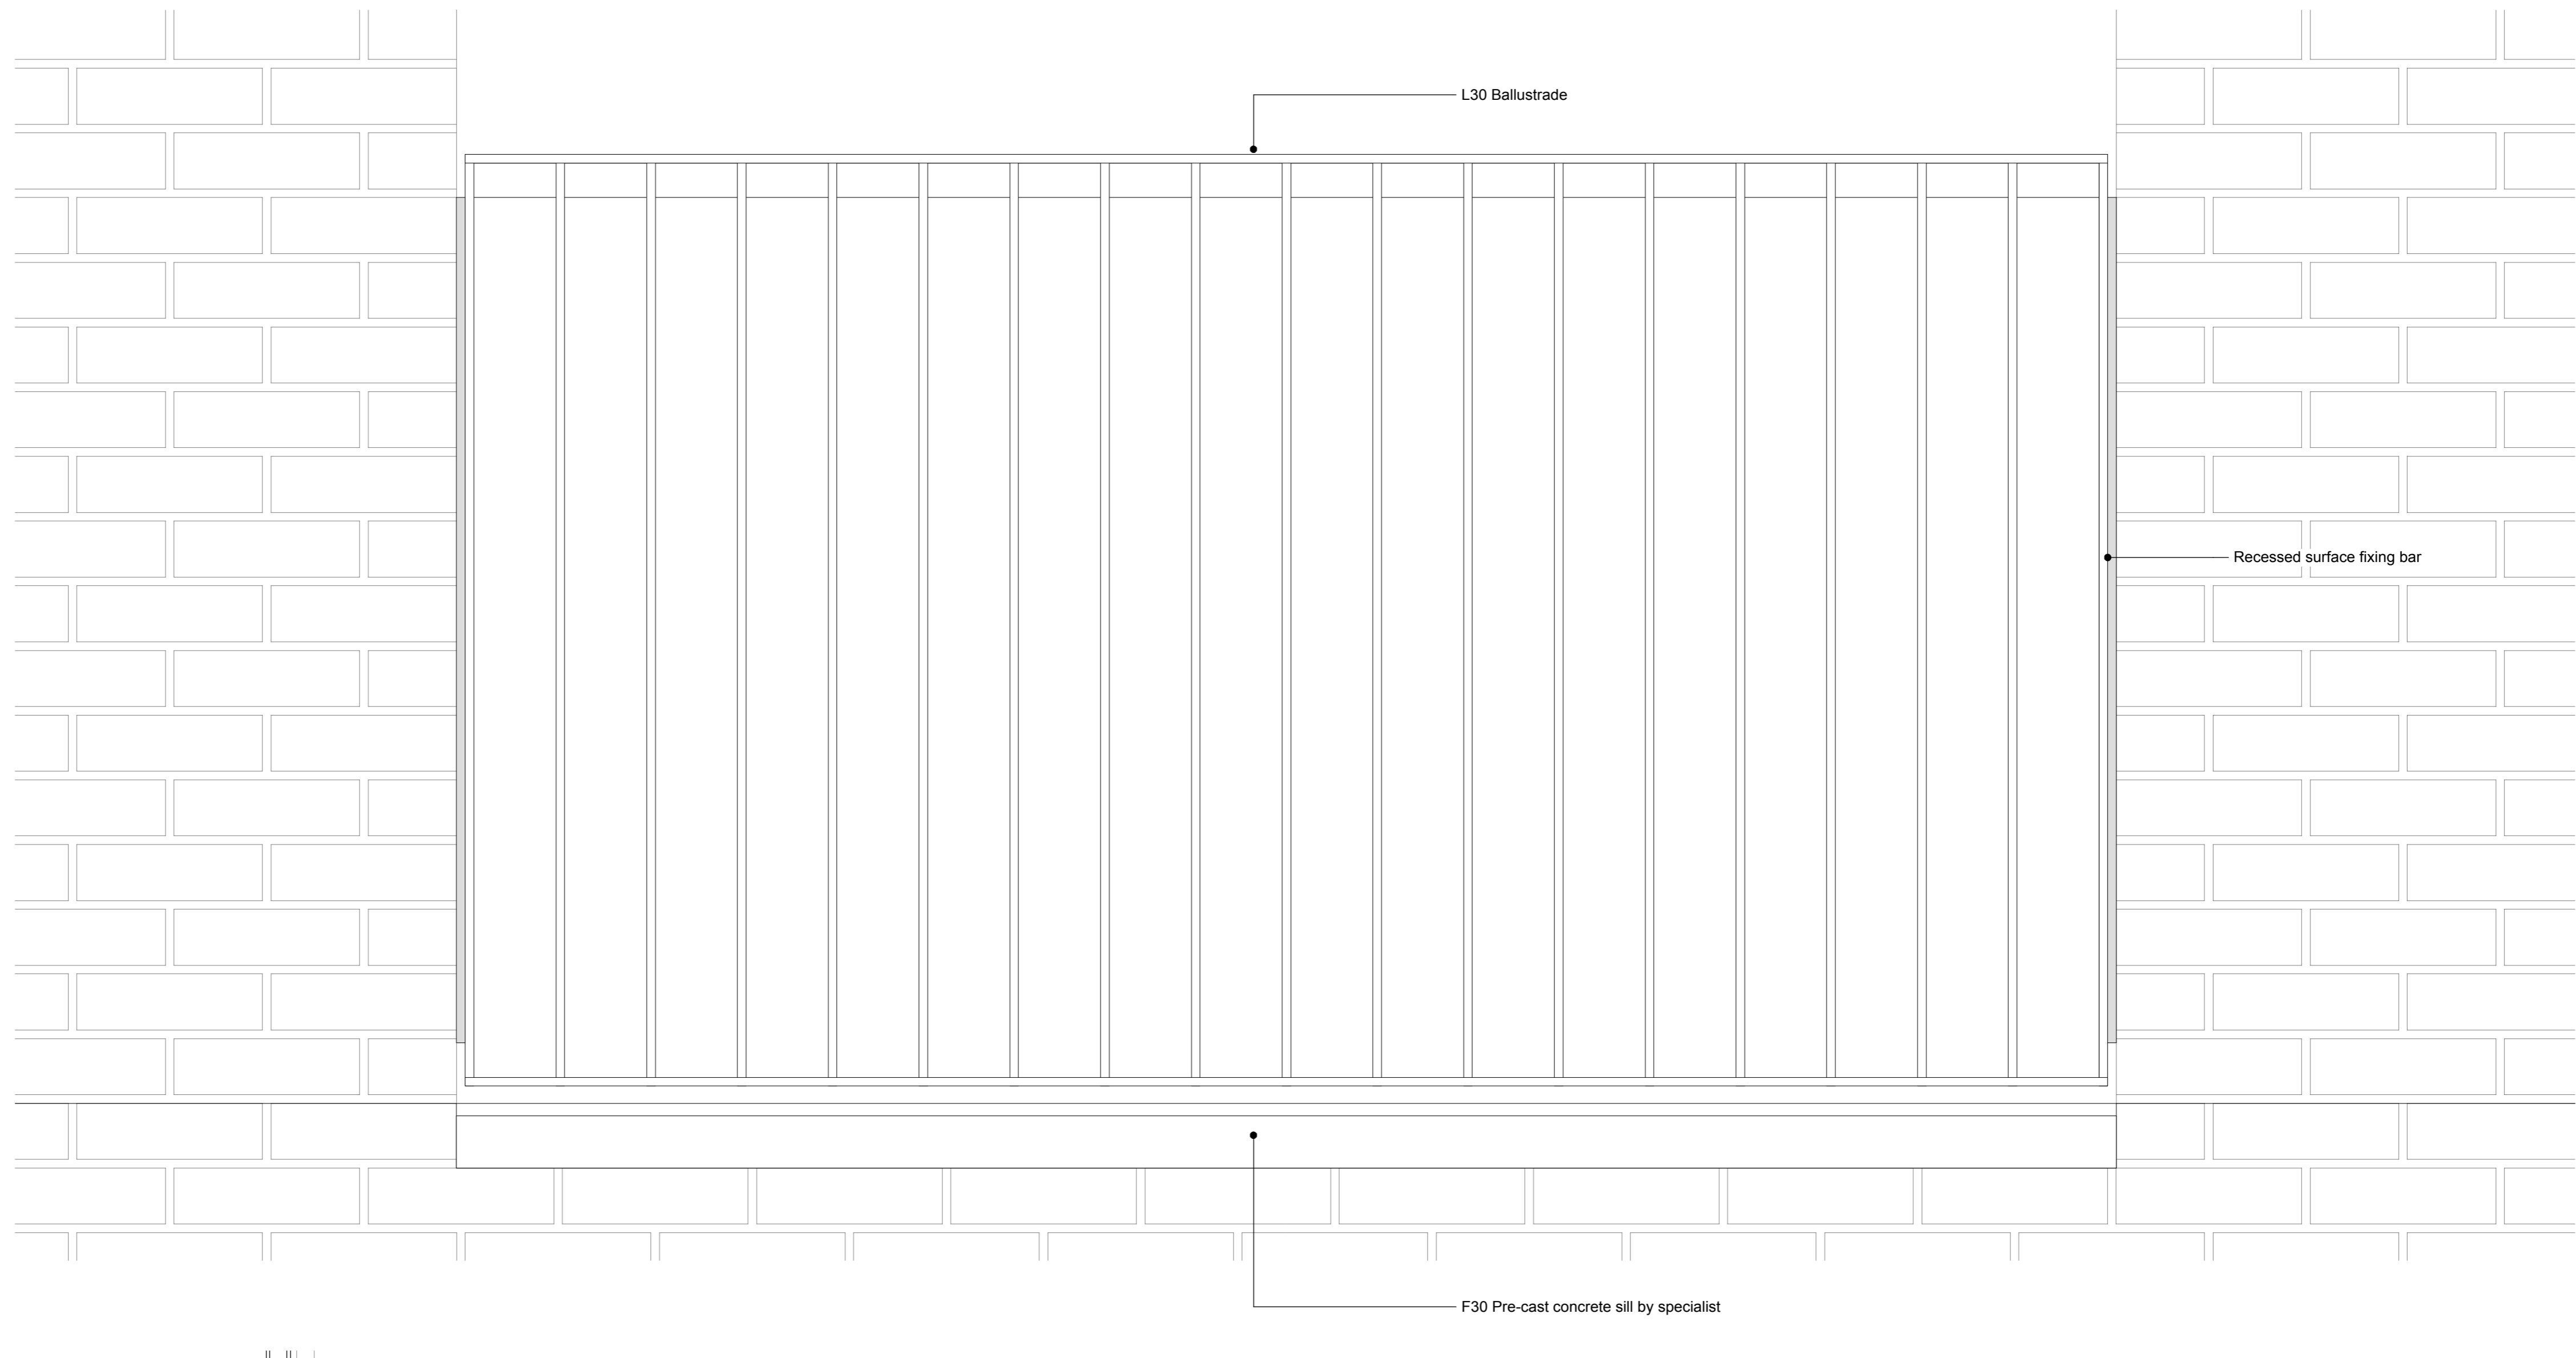 L30 Ballustrade
Recessed surface fixing bar
F30 Pre-cast concrete sill by specialist